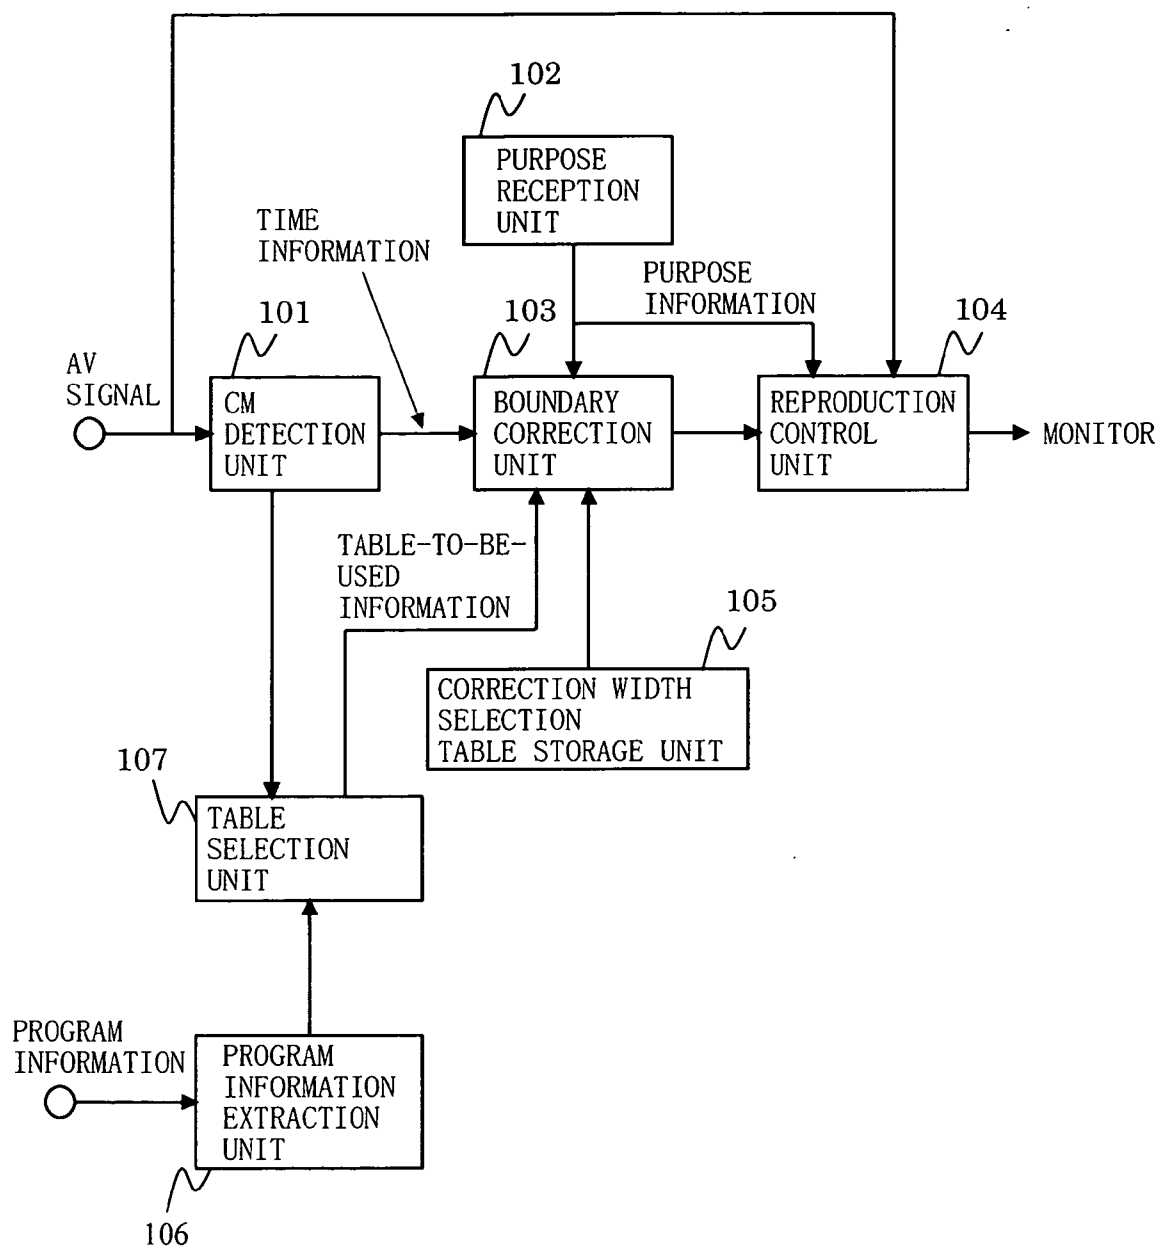 102
PURPOSE
RECEPTION
UNIT
TIME
INFORMATION
PURPOSE
INFORMATION
101
103
104
AV
SIGNAL
CM
DETECTION
UNIT
BOUNDARY
CORRECTION
UNIT
REPRODUCTION
CONTROL
UNIT
MONITOR
TABLE-TO-BE-
USED
INFORMATION
105
CORRECTION WIDTH
SELECTION
TABLE STORAGE UNIT
107
TABLE
SELECTION
UNIT
PROGRAM
INFORMATION
PROGRAM
INFORMATION
EXTRACTION
UNIT
106